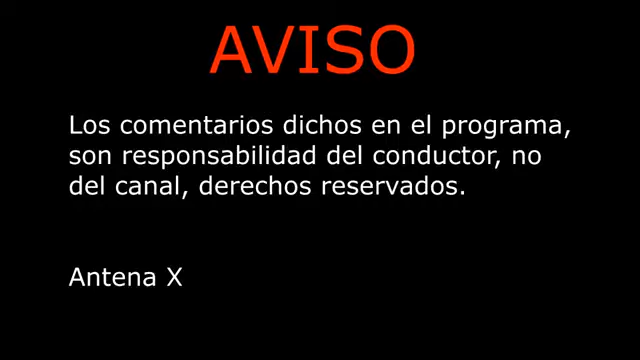 AVISO
Los comentarios dichos en el programa,
son responsabilidad del conductor, no
del canal, derechos reservados.
Antena X